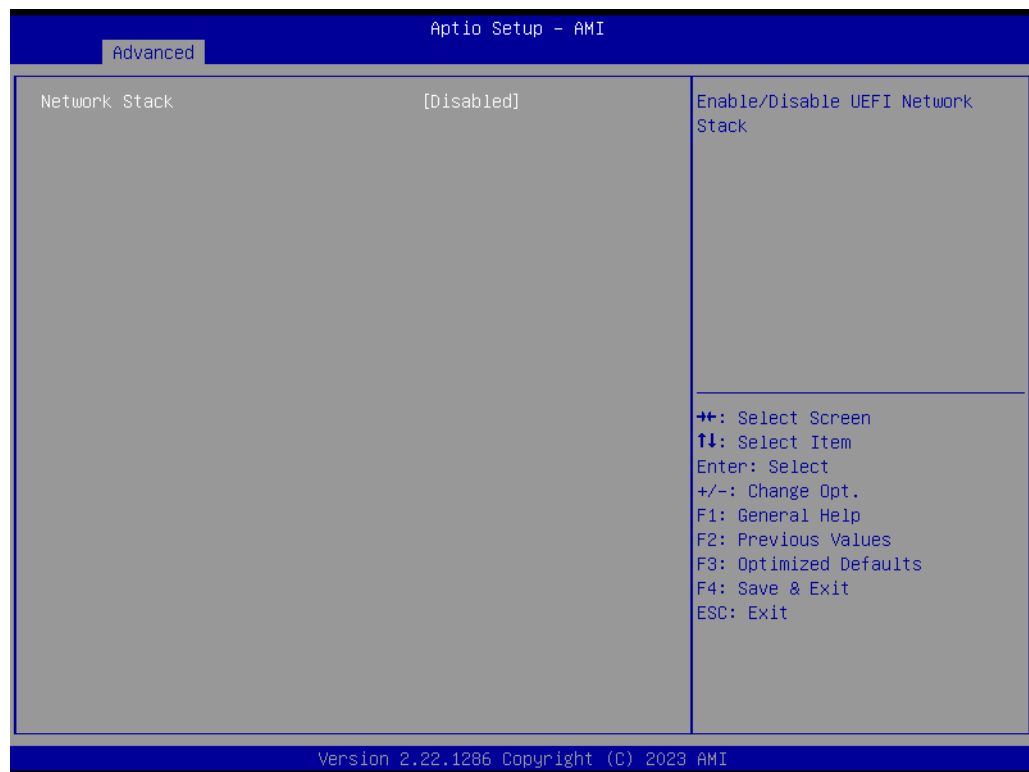 Aptio Setup – AMI
Advanced
Network Stack [Disabled]
Enable/Disable UEFI Network
Stack
→←: Select Screen
↑↓: Select Item
Enter: Select
+/-: Change Opt.
F1: General Help
F2: Previous Values
F3: Optimized Defaults
F4: Save & Exit
ESC: Exit
Version 2.22.1286 Copyright (C) 2023 AMI